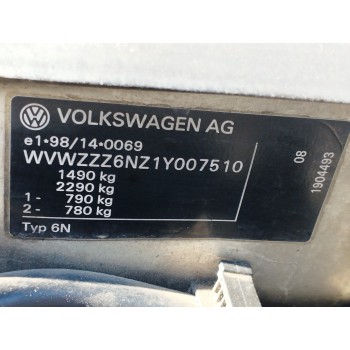 VOLKSWAGEN AG
e1*98/14*0069
WVWZZZ6NZ1Y007510
1490 kg
2290 kg
1- 790 kg
2- 780 kg
Typ 6N
08
1904493